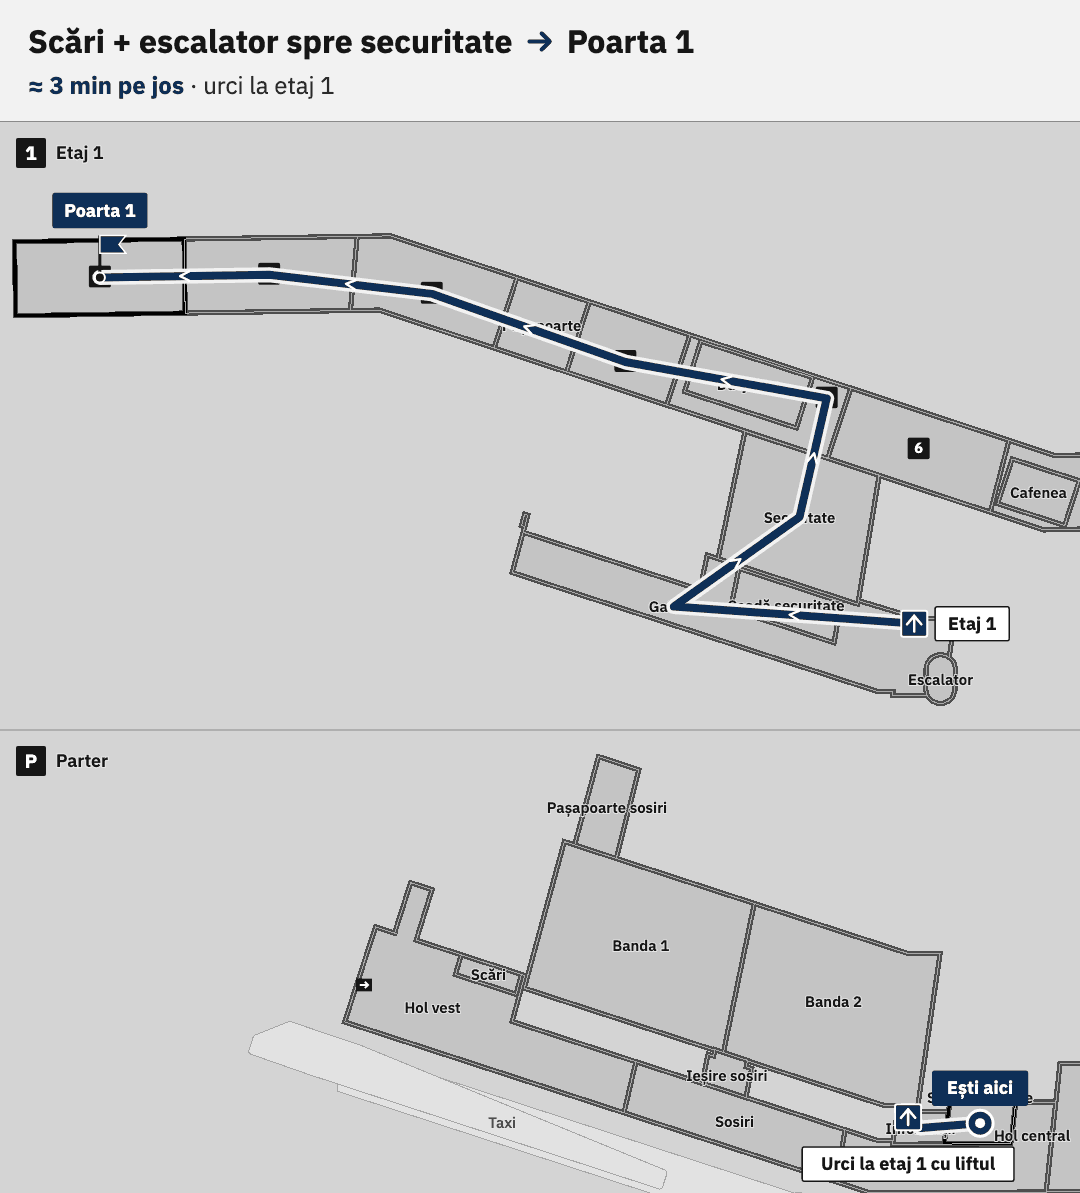 Scări + escalator spre securitate → Poarta 1
≈ 3 min pe jos · urci la etaj 1
1 Etaj 1
Poarta 1
6
Cafenea
Etaj 1
Escalator
P Parter
Pașapoarte sosiri
Banda 1
Scări
Banda 2
Hol vest
Ieșire sosiri
Ești aici
Taxi
Sosiri
Hol central
Urci la etaj 1 cu liftul